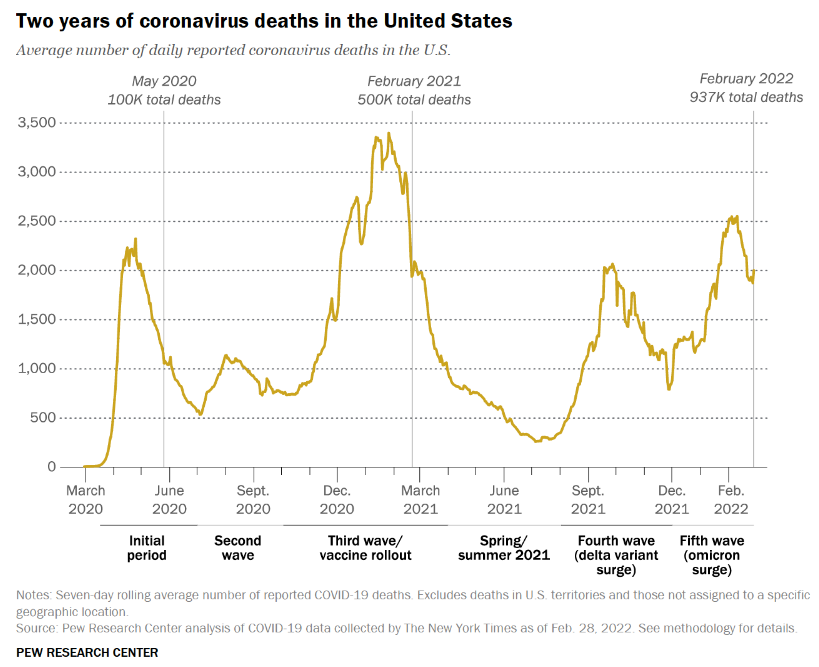 Two years of coronavirus deaths in the United States
Average number of daily reported coronavirus deaths in the U.S.
May 2020
100K total deaths
February 2021
500K total deaths
February 2022
937K total deaths
3,500
3,000
2,500
2,000
1,500
1,000
500
0
March 2020
June 2020
Sept. 2020
Dec. 2020
March 2021
June 2021
Sept. 2021
Dec. 2021
Feb. 2022
Initial period
Second wave
Third wave/ vaccine rollout
Spring/ summer 2021
Fourth wave (delta variant surge)
Fifth wave (omicron surge)
Notes: Seven-day rolling average number of reported COVID-19 deaths. Excludes deaths in U.S. territories and those not assigned to a specific
geographic location.
Source: Pew Research Center analysis of COVID-19 data collected by The New York Times as of Feb. 28, 2022. See methodology for details.
PEW RESEARCH CENTER